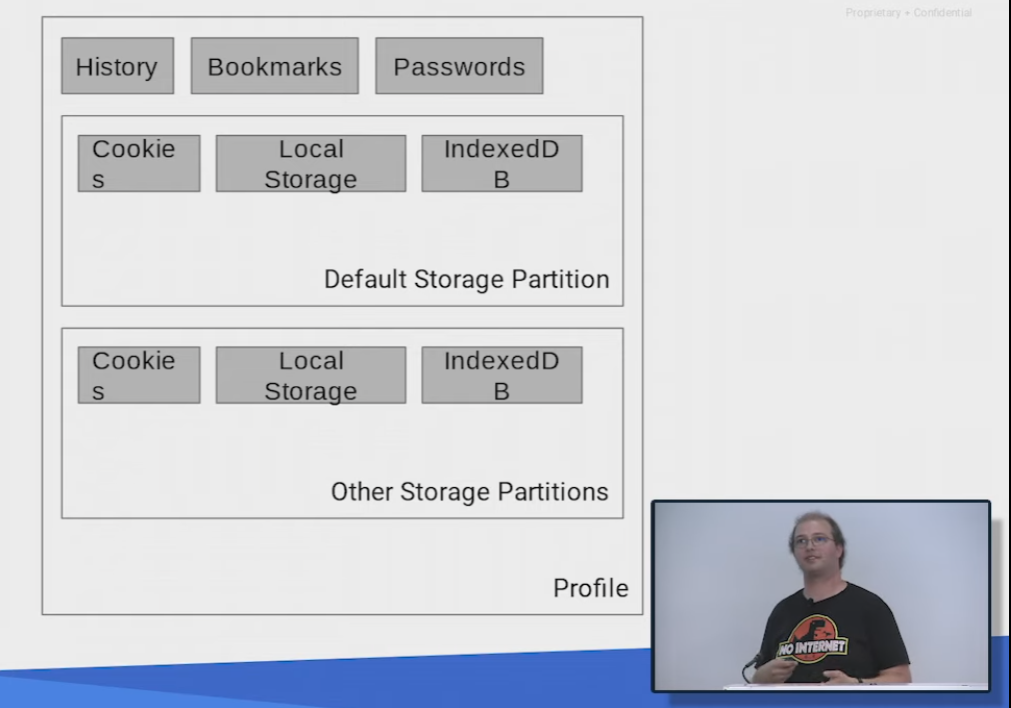 Proprietary + Confidential
History
Bookmarks
Passwords
Cookie
s
Local
Storage
IndexedD
B
Default Storage Partition
Cookie
s
Local
Storage
IndexedD
B
Other Storage Partitions
Profile
NO INTERNET